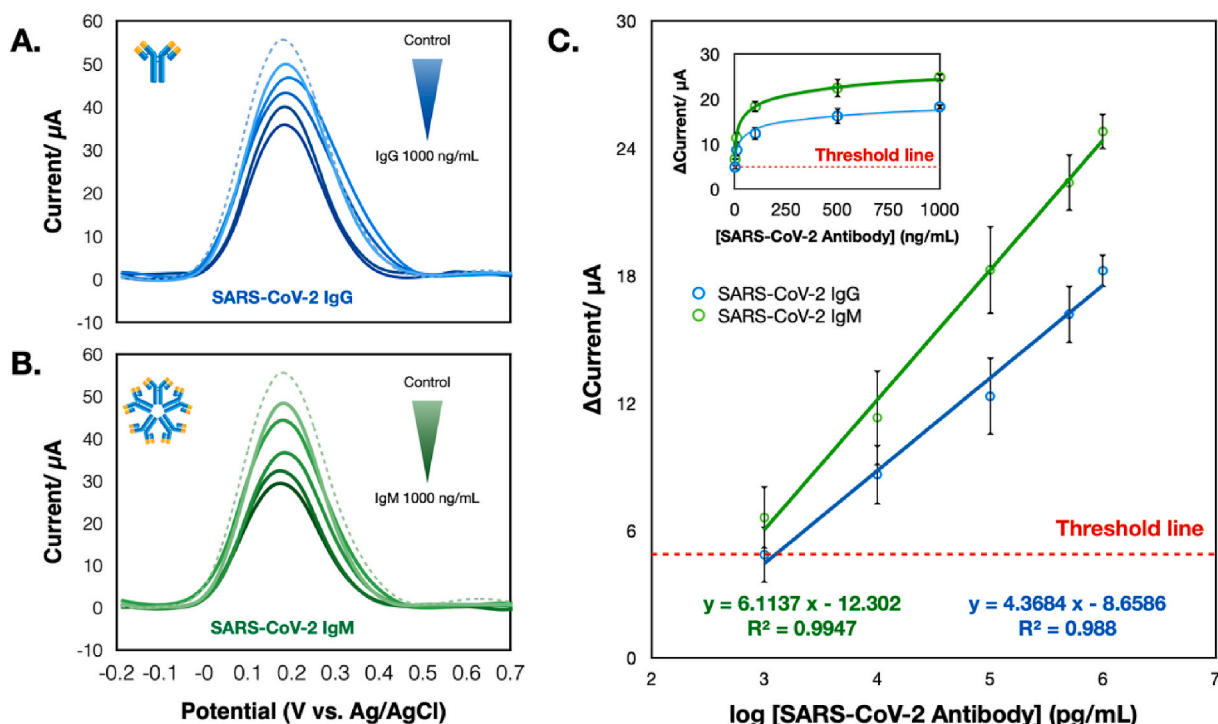 A.
60
50
40
30
20
10
0
-10
Current/ µA
Control
IgG 1000 ng/mL
SARS-CoV-2 IgG
B.
60
50
40
30
20
10
0
-10
Current/ µA
Control
IgM 1000 ng/mL
SARS-CoV-2 IgM
-0.2 -0.1 -0 0.1 0.2 0.3 0.4 0.5 0.6 0.7
Potential (V vs. Ag/AgCl)
C.
30
24
18
12
6
0
ΔCurrent/ µA
30
20
10
0
ΔCurrent/ µA
Threshold line
0 250 500 750 1000
[SARS-CoV-2 Antibody] (ng/mL)
SARS-CoV-2 IgG
SARS-CoV-2 IgM
Threshold line
y = 6.1137 x - 12.302
R² = 0.9947
y = 4.3684 x - 8.6586
R² = 0.988
2 3 4 5 6 7
log [SARS-CoV-2 Antibody] (pg/mL)